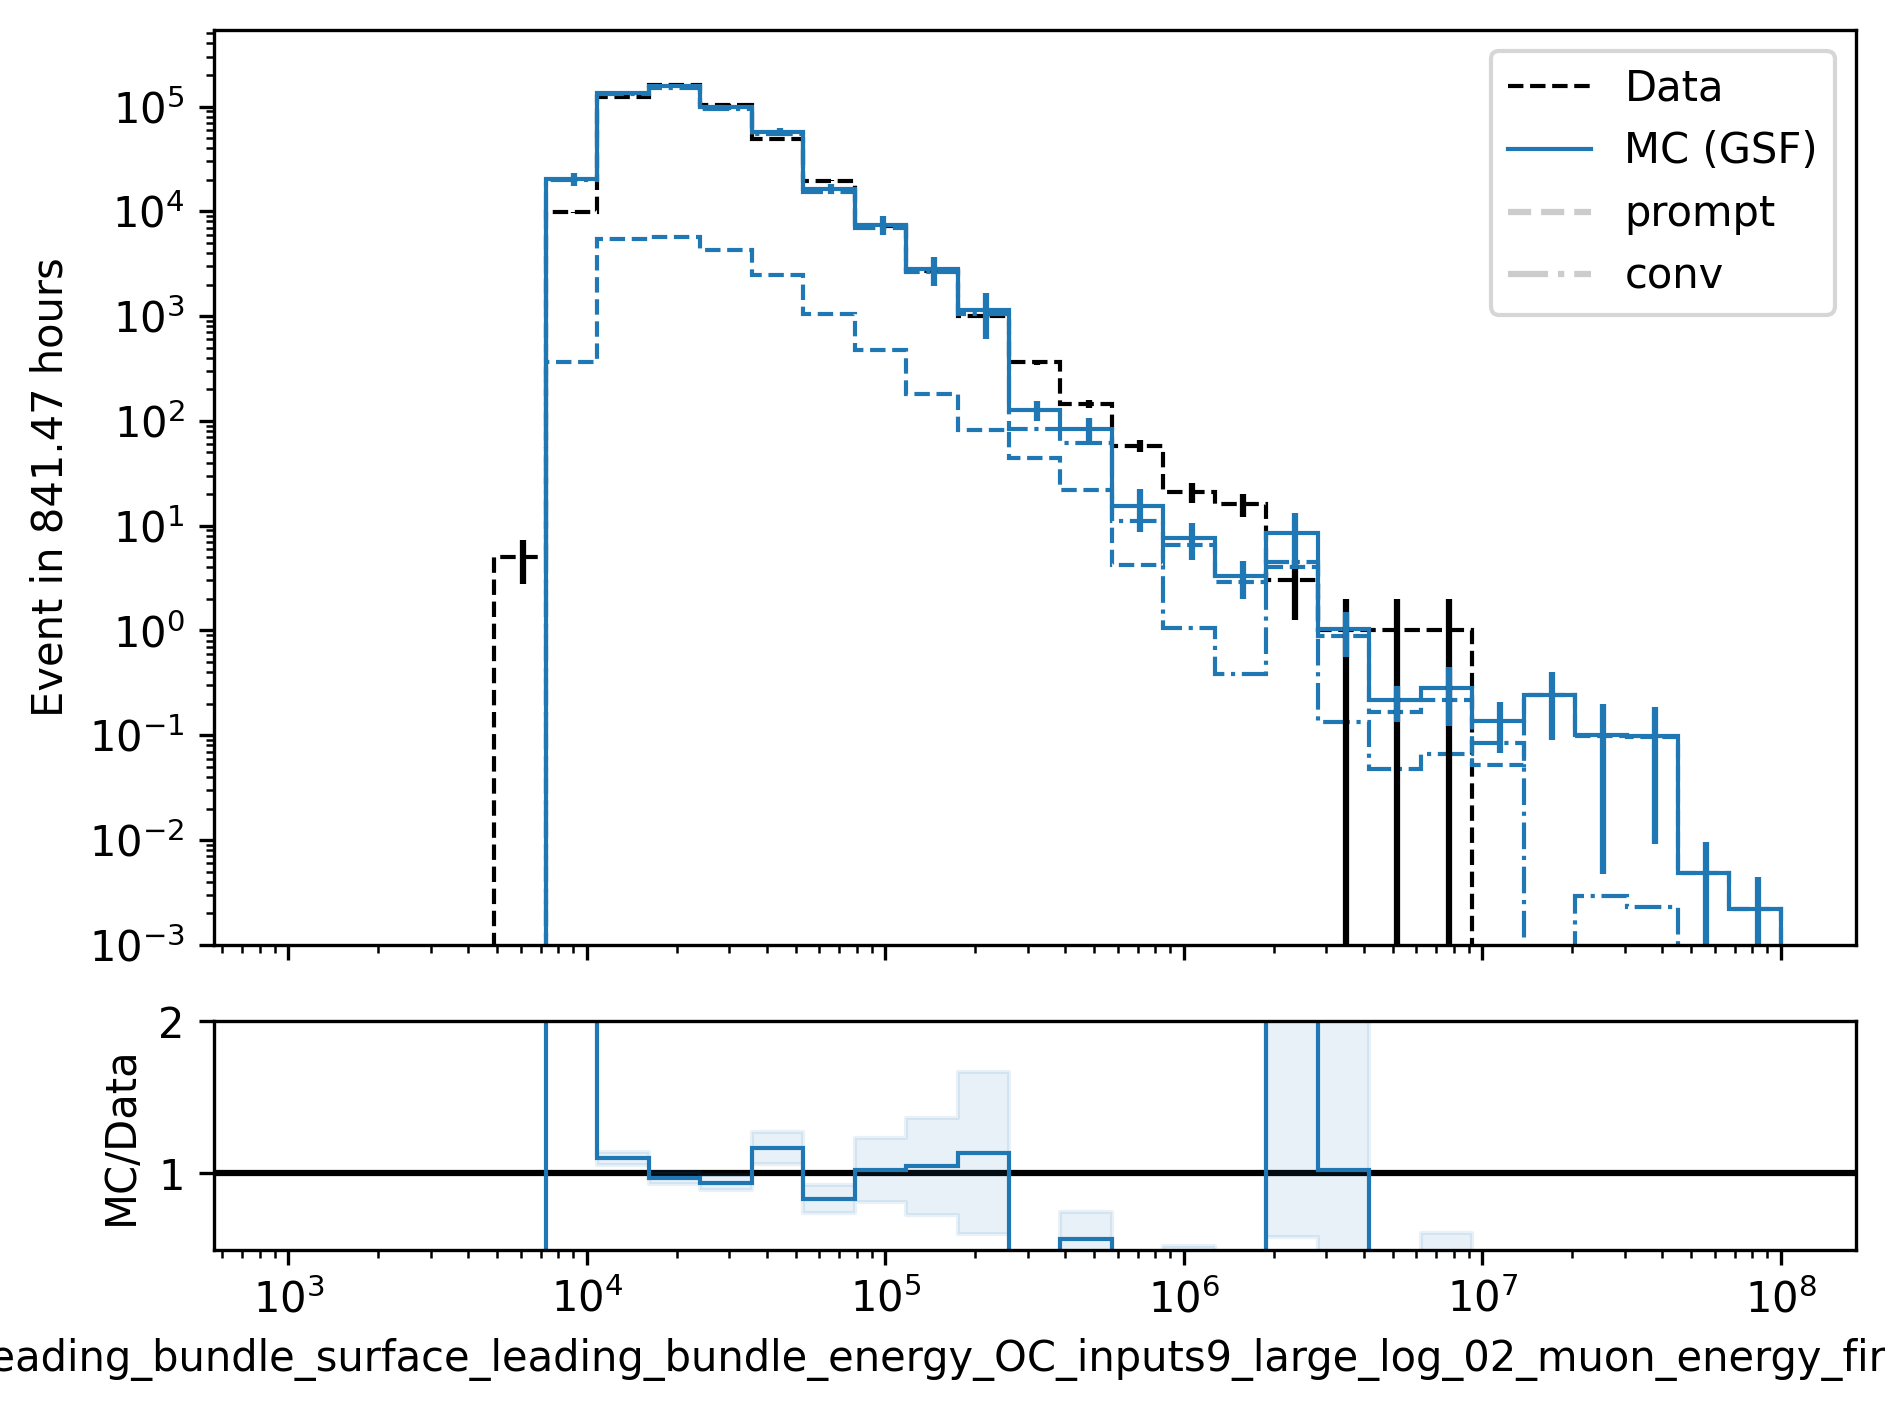 Data
MC (GSF)
prompt
conv
Event in 841.47 hours
10⁵
10⁴
10³
10²
10¹
10⁰
10⁻¹
10⁻²
10⁻³
MC/Data
2
1
10³ 10⁴ 10⁵ 10⁶ 10⁷ 10⁸
eading_bundle_surface_leading_bundle_energy_OC_inputs9_large_log_02_muon_energy_fir